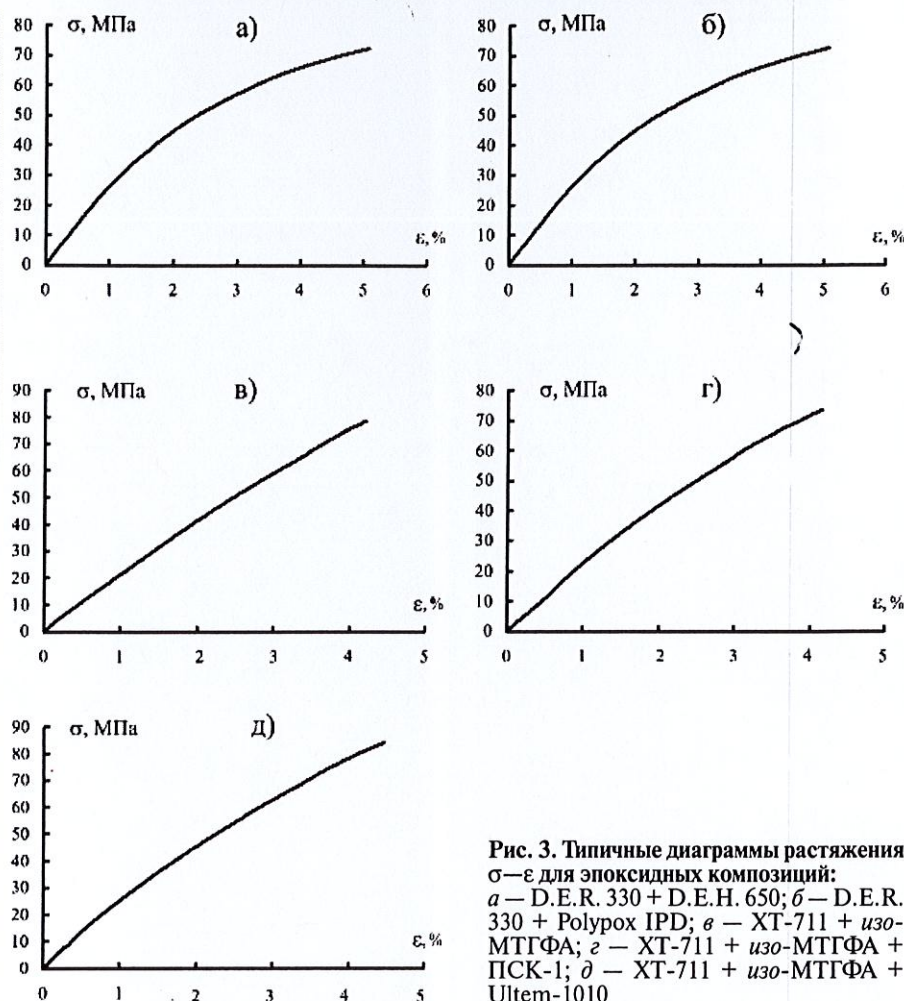 σ, МПа
а)
80
70
60
50
40
30
20
10
0
ε, %
0 1 2 3 4 5 6
σ, МПа
б)
80
70
60
50
40
30
20
10
0
ε, %
0 1 2 3 4 5 6
σ, МПа
в)
90
80
70
60
50
40
30
20
10
0
ε, %
0 1 2 3 4 5
σ, МПа
г)
80
70
60
50
40
30
20
10
0
ε, %
0 1 2 3 4 5
σ, МПа
д)
90
80
70
60
50
40
30
20
10
0
ε, %
0 1 2 3 4 5
Рис. 3. Типичные диаграммы растяжения
σ—ε для эпоксидных композиций:
а — D.E.R. 330 + D.E.H. 650; б — D.E.R.
330 + Polypox IPD; в — ХТ-711 + изо-
МТГФА; г — ХТ-711 + изо-МТГФА +
ПСК-1; д — ХТ-711 + изо-МТГФА +
Ultem-1010